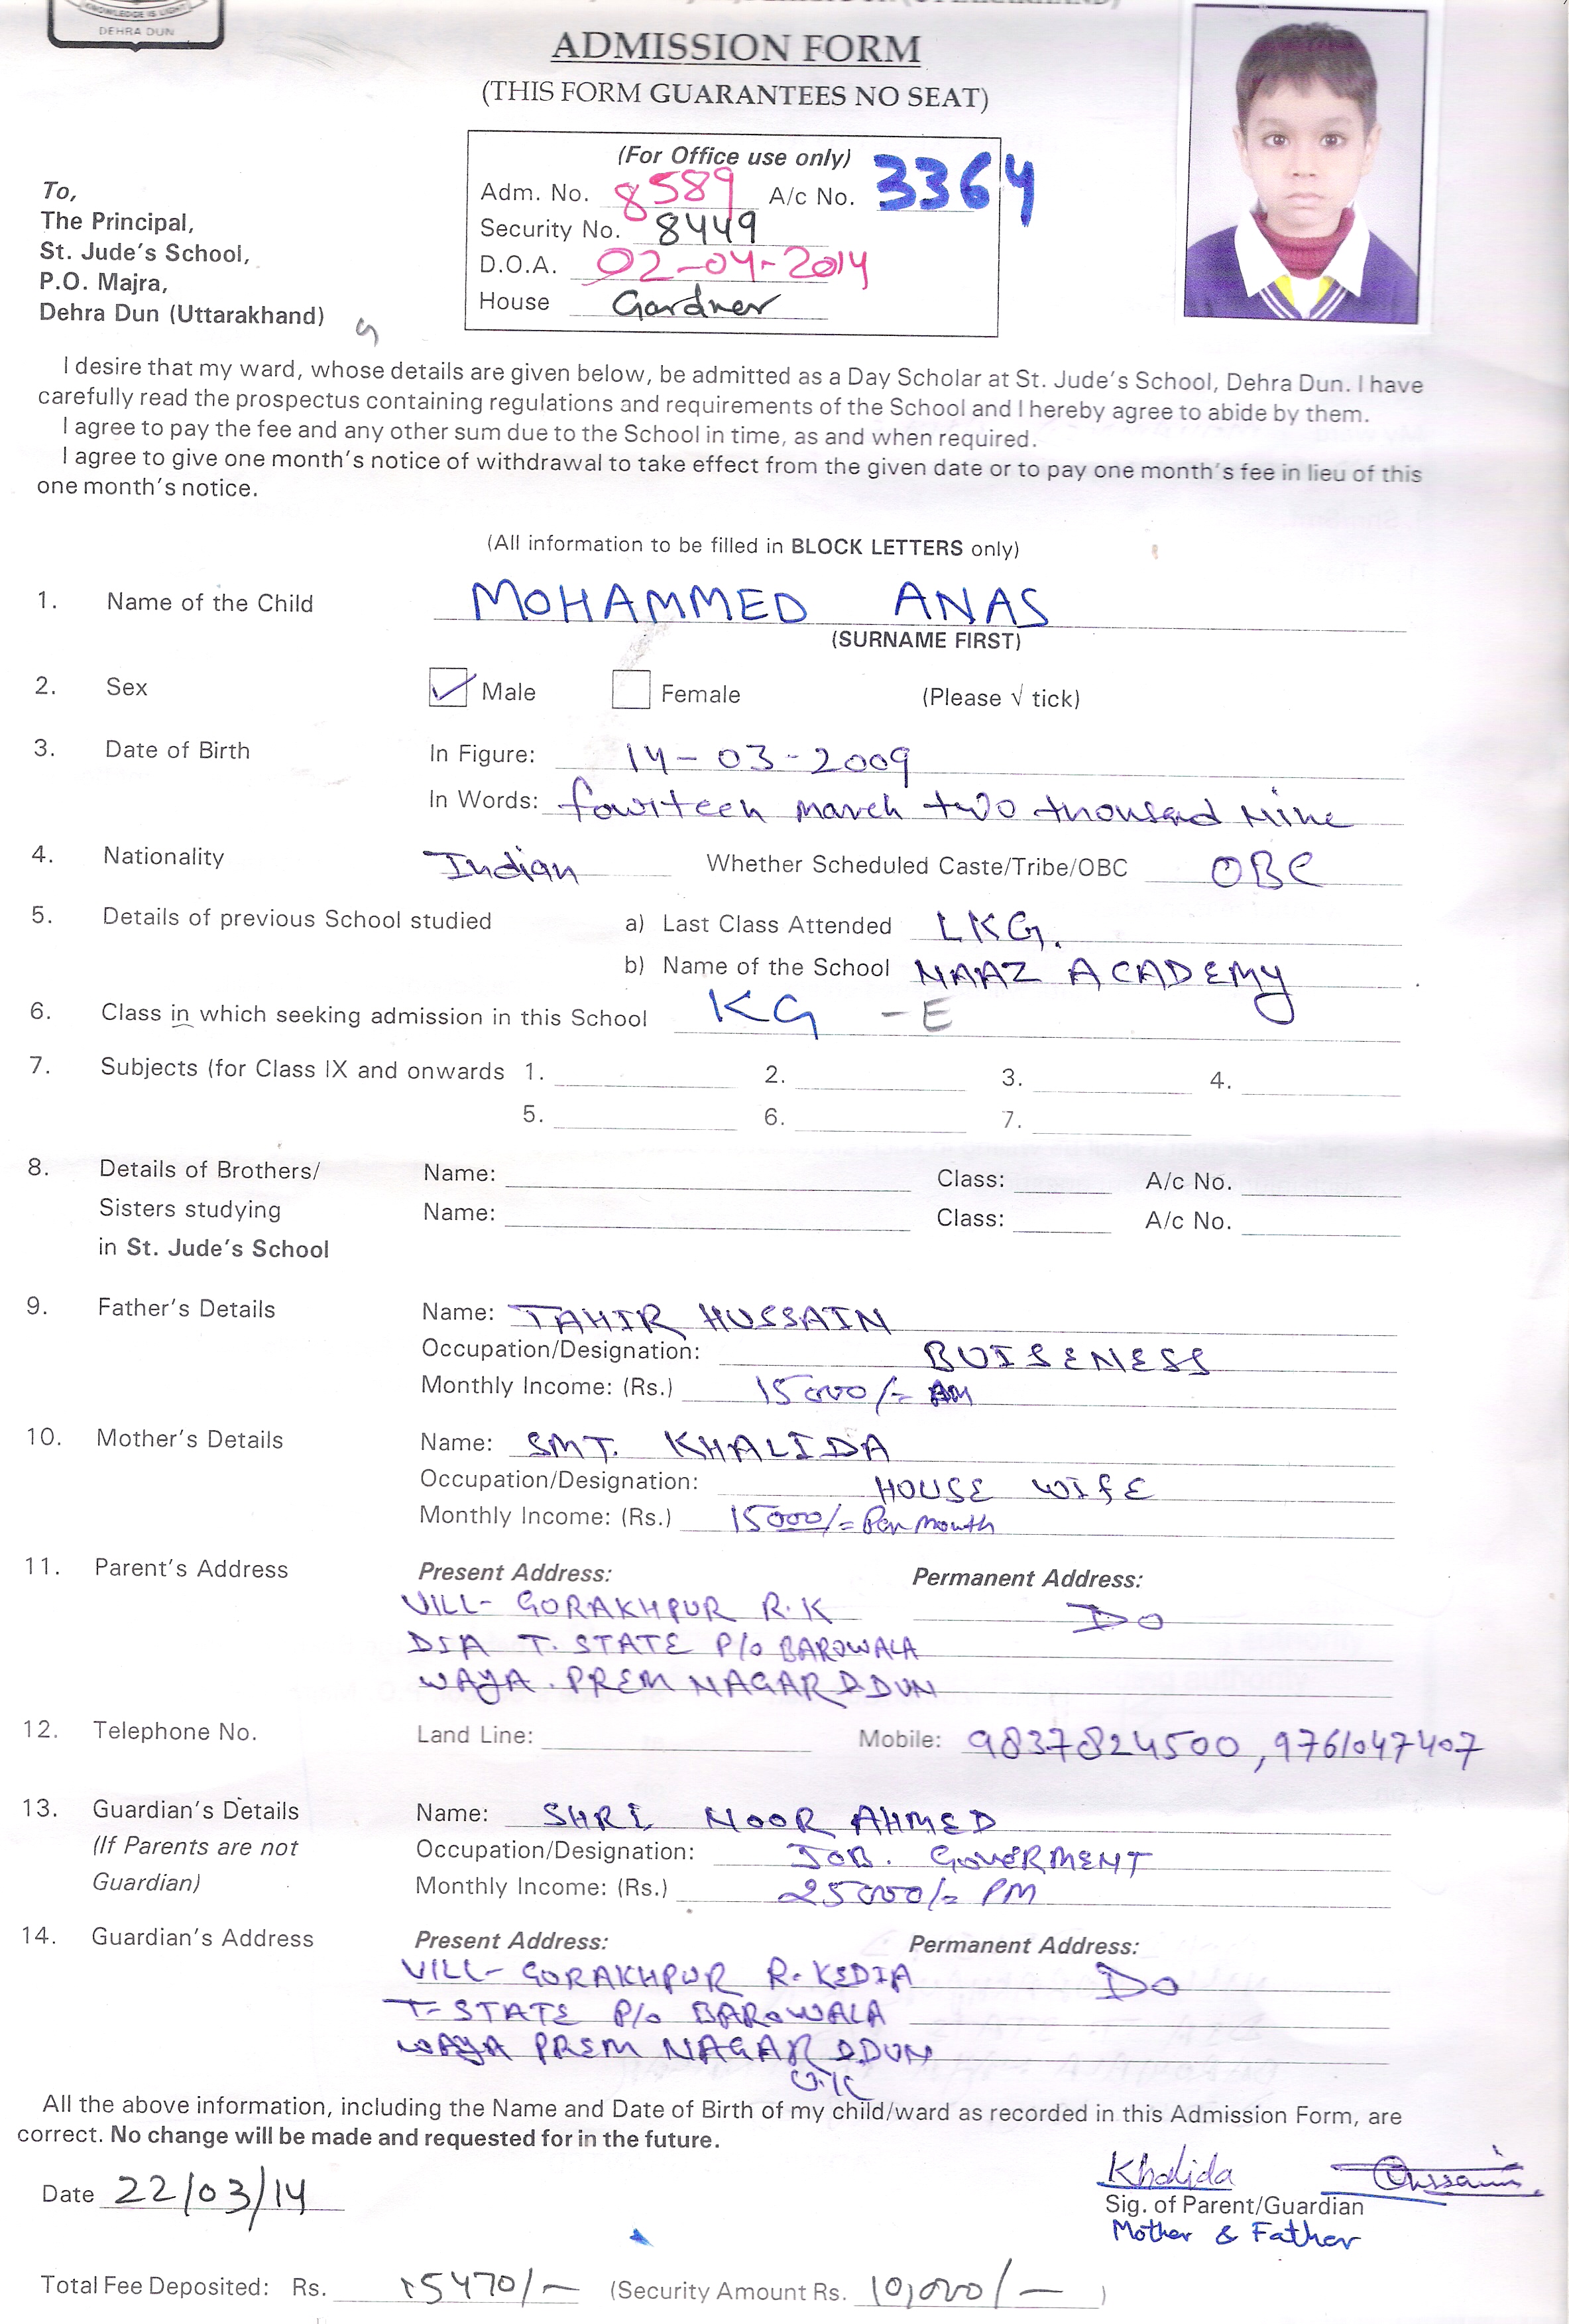 KNOWLEDGE IS LIGHT
DEHRA DUN
ADMISSION FORM
(THIS FORM GUARANTEES NO SEAT)
(For Office use only)
Adm. No. 8589 A/c No. 3364
Security No. 8449
D.O.A. 02-04-2014
House Gardner
To,
The Principal,
St. Jude's School,
P.O. Majra,
Dehra Dun (Uttarakhand)
I desire that my ward, whose details are given below, be admitted as a Day Scholar at St. Jude's School, Dehra Dun. I have
carefully read the prospectus containing regulations and requirements of the School and I hereby agree to abide by them.
I agree to pay the fee and any other sum due to the School in time, as and when required.
I agree to give one month's notice of withdrawal to take effect from the given date or to pay one month's fee in lieu of this
one month's notice.
(All information to be filled in BLOCK LETTERS only)
1. Name of the Child MOHAMMED ANAS
(SURNAME FIRST)
2. Sex Male Female (Please √ tick)
3. Date of Birth In Figure: 14-03-2009
In Words: fowrteen march two thousand Nine
4. Nationality Indian Whether Scheduled Caste/Tribe/OBC OBC
5. Details of previous School studied a) Last Class Attended LKG.
b) Name of the School NAAZ ACADEMY
6. Class in which seeking admission in this School KG - E
7. Subjects (for Class IX and onwards 1. 2. 3. 4.
5. 6. 7.
8. Details of Brothers/ Name: Class: A/c No.
Sisters studying Name: Class: A/c No.
in St. Jude's School
9. Father's Details Name: TAHIR HUSSAIN
Occupation/Designation: BUISENESS
Monthly Income: (Rs.) 15000/=
10. Mother's Details Name: SMT. KHALIDA
Occupation/Designation: HOUSE WIFE
Monthly Income: (Rs.) 15000/= Per month
11. Parent's Address Present Address: Permanent Address:
VILL- GORAKHPUR R.K Do
DIA T. STATE P/o BAROWALA
WAYA. PREM NAGAR D DUN
12. Telephone No. Land Line: Mobile: 9837824500, 9761047407
13. Guardian's Details Name: SHRI NOOR AHMED
(If Parents are not Occupation/Designation: JOB. GOVERMENT
Guardian) Monthly Income: (Rs.) 25000/= PM
14. Guardian's Address Present Address: Permanent Address:
VILL- GORAKHPUR R. KEDIA Do
T- STATE P/o BAROWALA
WAYA PREM NAGAR D DUN
U.K
All the above information, including the Name and Date of Birth of my child/ward as recorded in this Admission Form, are
correct. No change will be made and requested for in the future.
Date 22/03/14 Khalida Hussain
Sig. of Parent/Guardian
Mother & Father
Total Fee Deposited: Rs. 15470/- (Security Amount Rs. 10,000/- )